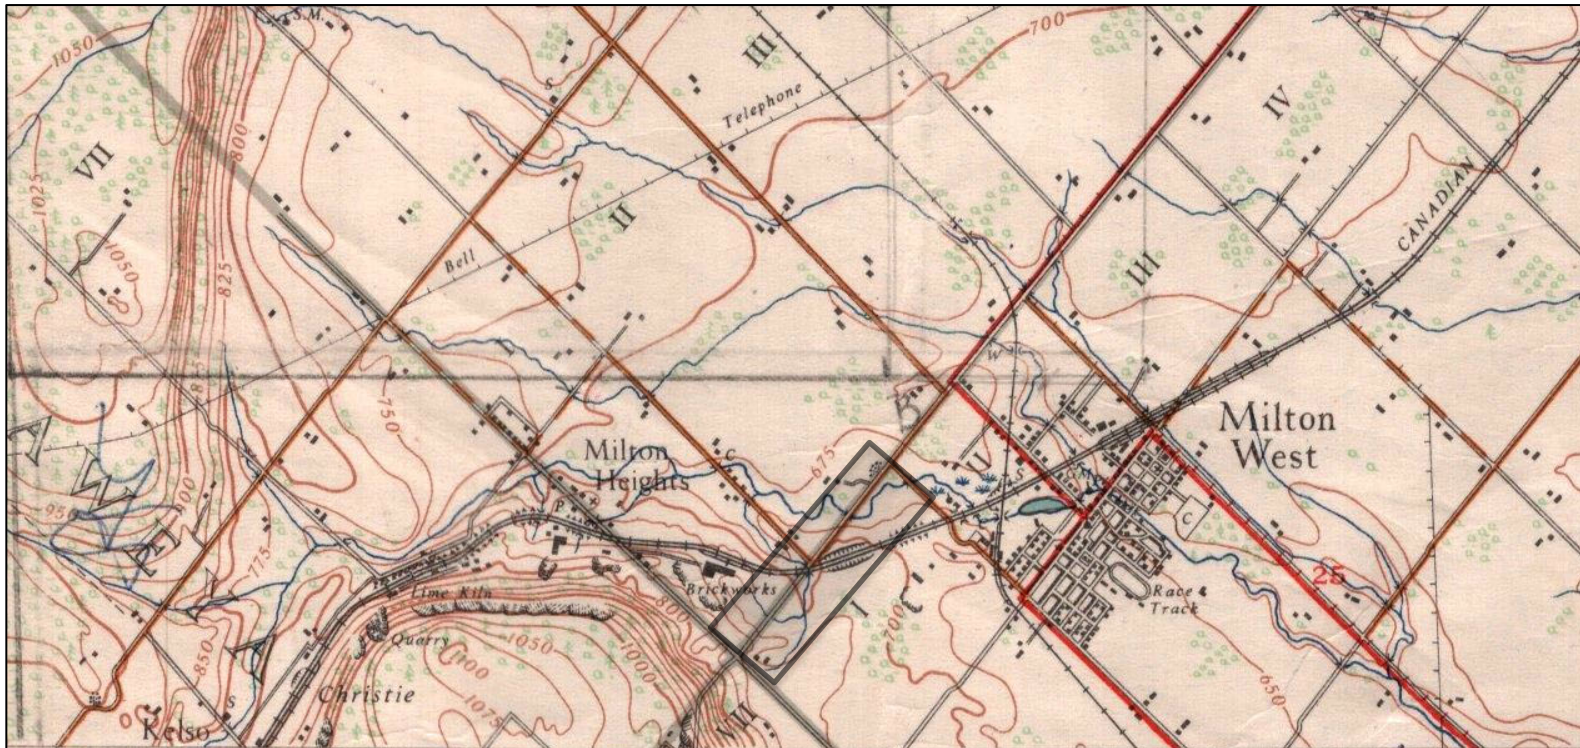 S.M.
1050
700
III
S
IV
Telephone
800
VII
1025
CANADIAN
II
1050
Bell
825
III
W
750
B
Milton
West
Milton
Heights
C
675
U
S
900
950
P
C
775
25
Lime Kiln
Brickworks
Race
Track
800
I
700
Quarry
1050
1000
1100
850
650
Christie
1075
S
VIII
Kelso